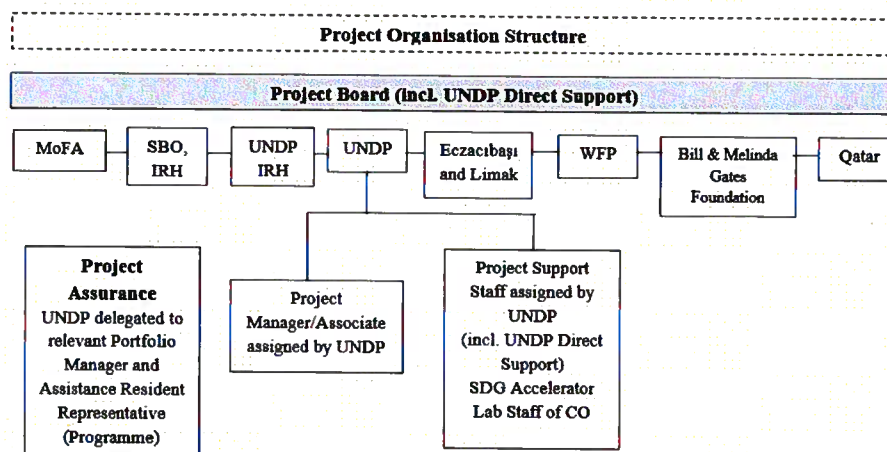 Project Organisation Structure
Project Board (incl. UNDP Direct Support)
MoFA
SBO,
IRH
UNDP
IRH
UNDP
Eczacıbaşı
and Limak
WFP
Bill & Melinda
Gates
Foundation
Qatar
Project
Assurance
UNDP delegated to
relevant Portfolio
Manager and
Assistance Resident
Representative
(Programme)
Project
Manager/Associate
assigned by UNDP
Project Support
Staff assigned by
UNDP
(incl. UNDP Direct
Support)
SDG Accelerator
Lab Staff of CO